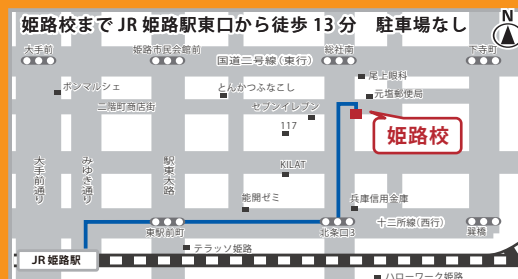 姫路校まで JR 姫路駅東口から徒歩 13 分　駐車場なし
N
大手前
姫路市民会館前
国道二号線(東行)
総社南
下寺町
尾上眼科
ボンマルシェ
とんかつふなこし
元塩郵便局
二階町商店街
セブンイレブン
117
姫路校
大手前通り
みゆき通り
駅東大路
KILAT
能開ゼミ
兵庫信用金庫
東駅前町
北条口3
十二所線(西行)
巽橋
テラッソ姫路
JR 姫路駅
ハローワーク姫路